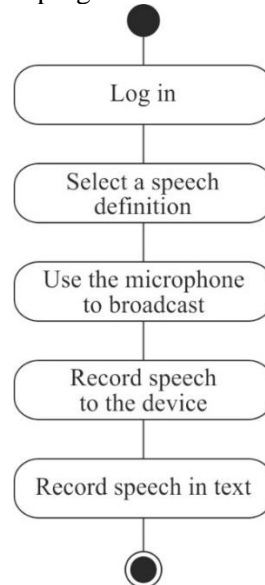 Log in
Select a speech
definition
Use the microphone
to broadcast
Record speech
to the device
Record speech in text